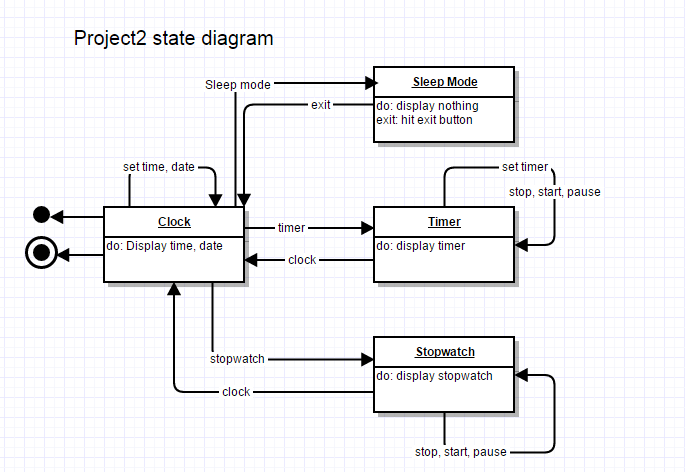 Project2 state diagram
Sleep mode
Sleep Mode
exit
do: display nothing
exit: hit exit button
set time, date
set timer
stop, start, pause
Clock
timer
Timer
do: Display time, date
do: display timer
clock
stopwatch
Stopwatch
do: display stopwatch
clock
stop, start, pause